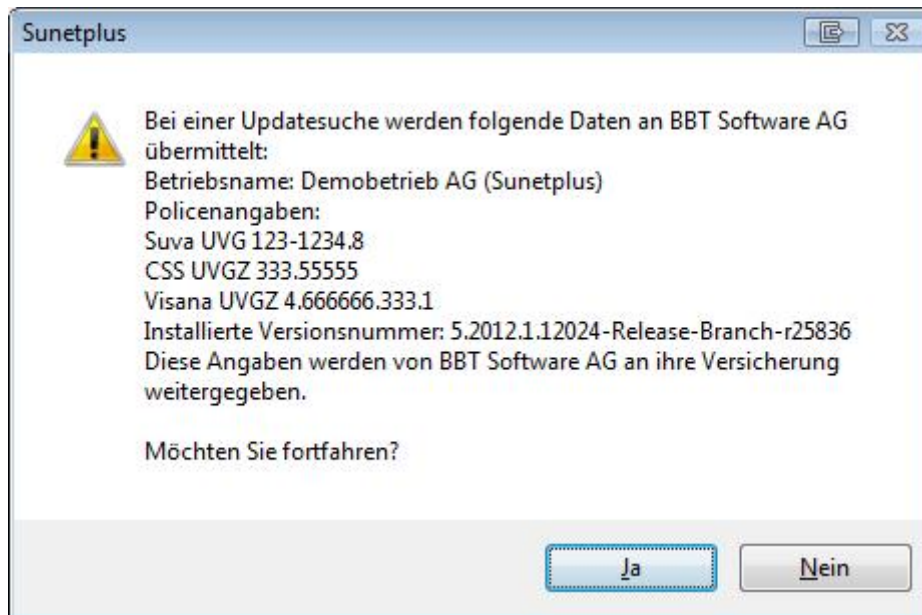 Sunetplus
Bei einer Updatesuche werden folgende Daten an BBT Software AG
übermittelt:
Betriebsname: Demobetrieb AG (Sunetplus)
Policenangaben:
Suva UVG 123-1234.8
CSS UVGZ 333.55555
Visana UVGZ 4.666666.333.1
Installierte Versionsnummer: 5.2012.1.12024-Release-Branch-r25836
Diese Angaben werden von BBT Software AG an ihre Versicherung
weitergegeben.
Möchten Sie fortfahren?
Ja
Nein